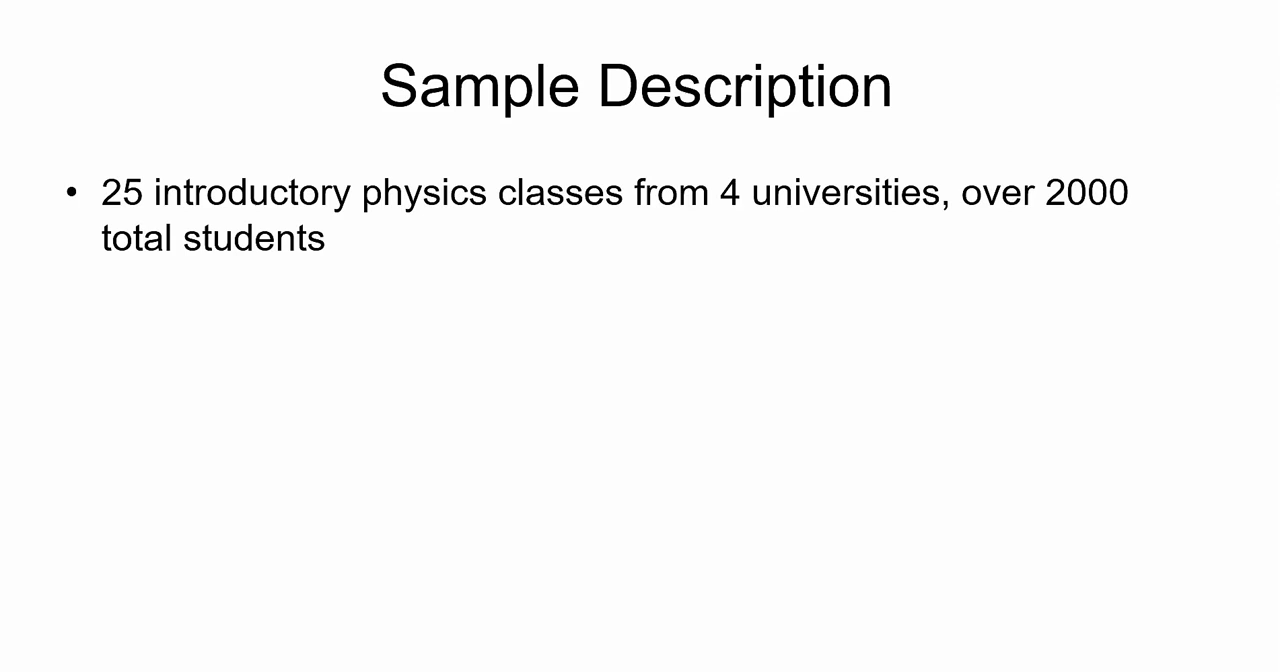 Sample Description
• 25 introductory physics classes from 4 universities, over 2000
total students